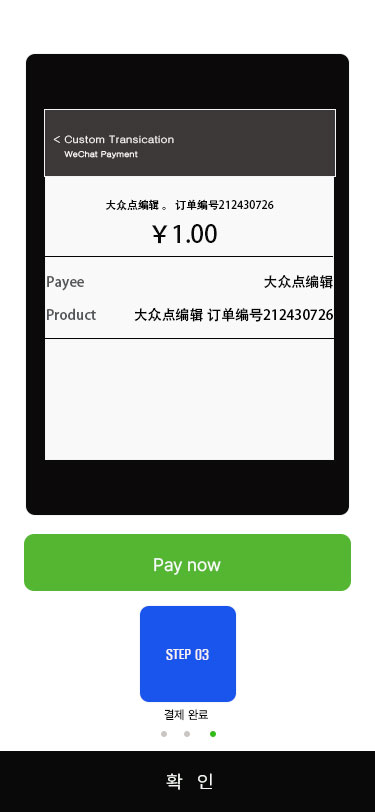 < Custom Transication
WeChat Payment
大众点编辑 。 订单编号212430726
￥1.00
Payee 大众点编辑
Product 大众点编辑 订单编号212430726
Pay now
STEP 03
결제 완료
확 인